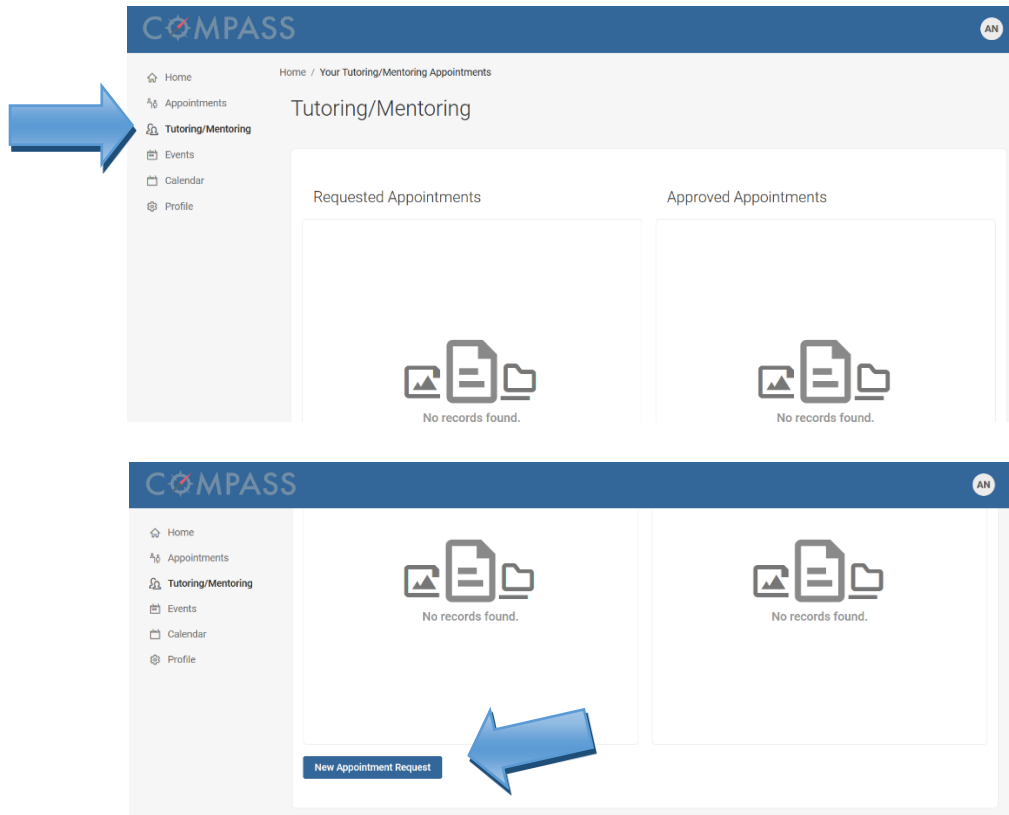 COMPASS
AN
Home
Appointments
Tutoring/Mentoring
Events
Calendar
Profile
Home / Your Tutoring/Mentoring Appointments
Tutoring/Mentoring
Requested Appointments
Approved Appointments
No records found.
No records found.
COMPASS
AN
Home
Appointments
Tutoring/Mentoring
Events
Calendar
Profile
No records found.
No records found.
New Appointment Request